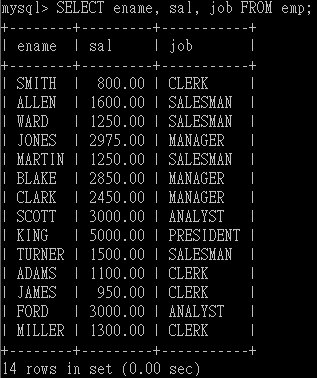 mysql> SELECT ename, sal, job FROM emp;
+--------+---------+-----------+
| ename  | sal     | job       |
+--------+---------+-----------+
| SMITH  |  800.00 | CLERK     |
| ALLEN  | 1600.00 | SALESMAN  |
| WARD   | 1250.00 | SALESMAN  |
| JONES  | 2975.00 | MANAGER   |
| MARTIN | 1250.00 | SALESMAN  |
| BLAKE  | 2850.00 | MANAGER   |
| CLARK  | 2450.00 | MANAGER   |
| SCOTT  | 3000.00 | ANALYST   |
| KING   | 5000.00 | PRESIDENT |
| TURNER | 1500.00 | SALESMAN  |
| ADAMS  | 1100.00 | CLERK     |
| JAMES  |  950.00 | CLERK     |
| FORD   | 3000.00 | ANALYST   |
| MILLER | 1300.00 | CLERK     |
+--------+---------+-----------+
14 rows in set (0.00 sec)